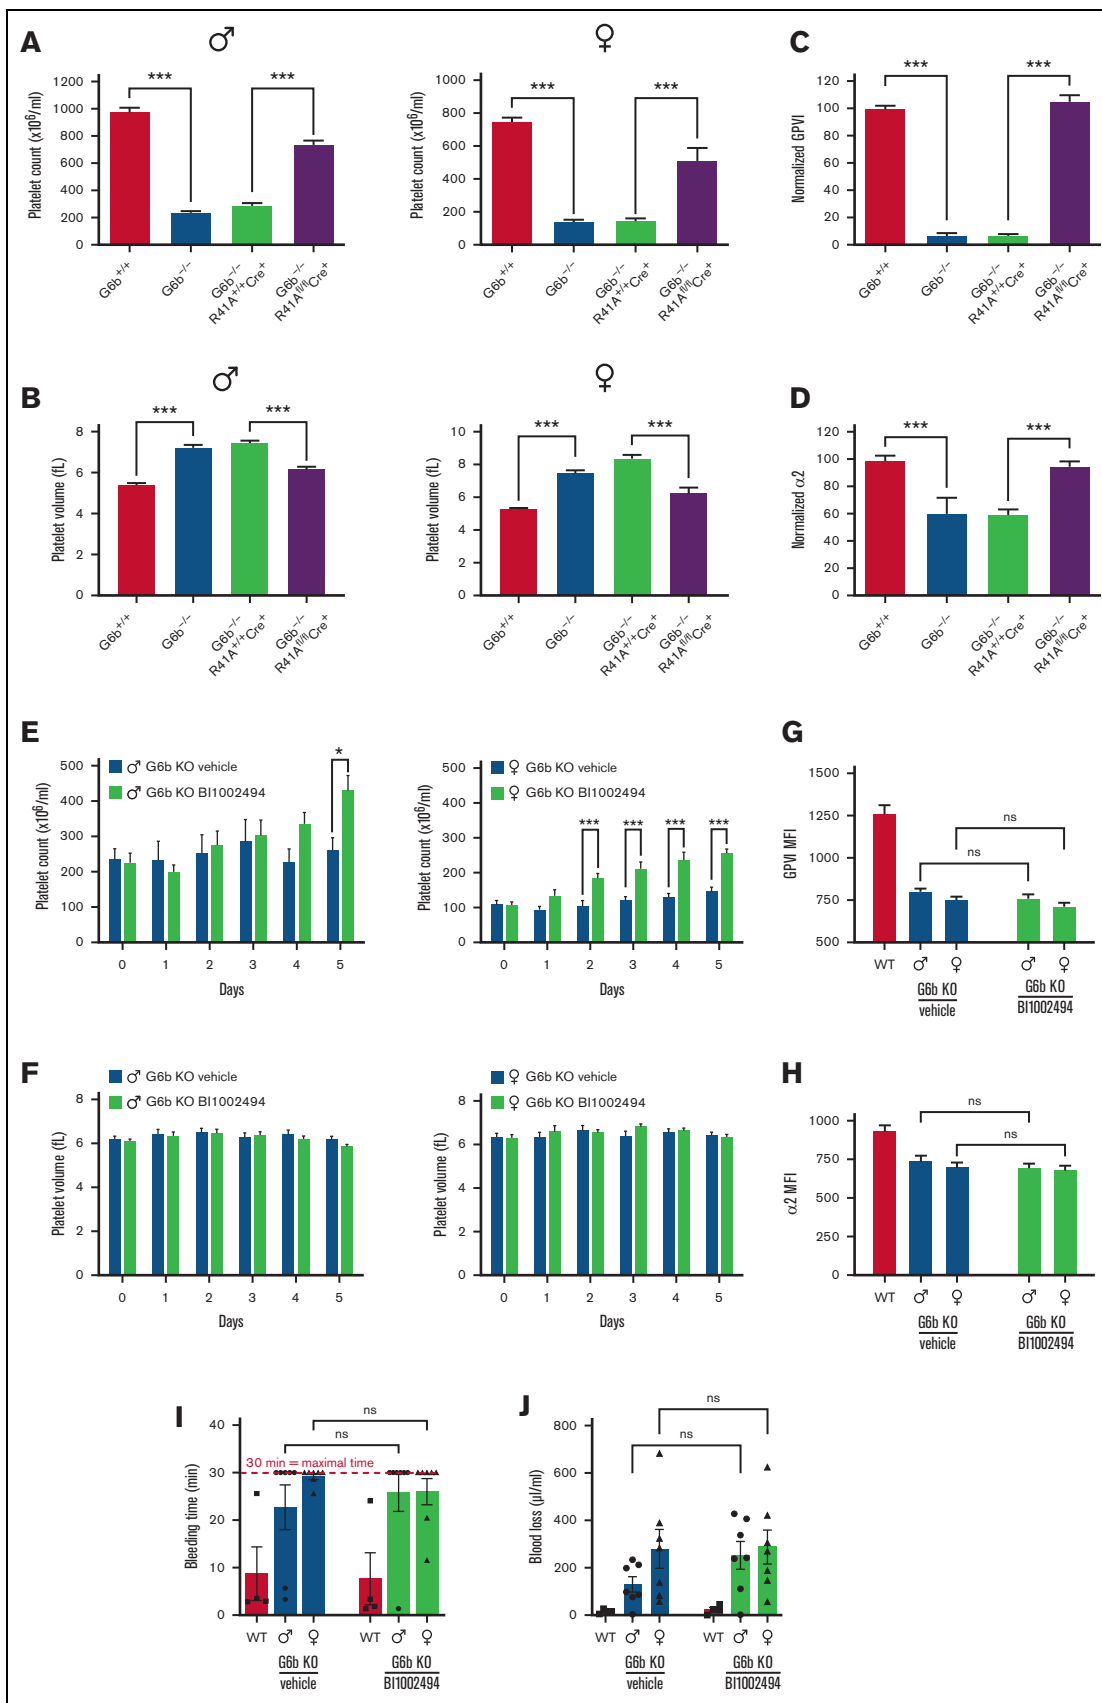 A
♂
Platelet count (x10⁶/ml)
1200
1000
800
600
400
200
0
***
***
G6b⁺/⁺
G6b⁻/⁻
G6b⁻/⁻
R41A⁺/⁺Cre⁺
G6b⁻/⁻
R41Aᶠˡ/ᶠˡCre⁺
♀
Platelet count (x10⁶/ml)
1000
800
600
400
200
0
***
***
G6b⁺/⁺
G6b⁻/⁻
G6b⁻/⁻
R41A⁺/⁺Cre⁺
G6b⁻/⁻
R41Aᶠˡ/ᶠˡCre⁺
C
Normalized GPVI
120
100
80
60
40
20
0
***
***
G6b⁺/⁺
G6b⁻/⁻
G6b⁻/⁻
R41A⁺/⁺Cre⁺
G6b⁻/⁻
R41Aᶠˡ/ᶠˡCre⁺
B
♂
Platelet volume (fL)
8
6
4
2
0
***
***
G6b⁺/⁺
G6b⁻/⁻
G6b⁻/⁻
R41A⁺/⁺Cre⁺
G6b⁻/⁻
R41Aᶠˡ/ᶠˡCre⁺
♀
Platelet volume (fL)
10
8
6
4
2
0
***
***
G6b⁺/⁺
G6b⁻/⁻
G6b⁻/⁻
R41A⁺/⁺Cre⁺
G6b⁻/⁻
R41Aᶠˡ/ᶠˡCre⁺
D
Normalized α2
120
100
80
60
40
20
0
***
***
G6b⁺/⁺
G6b⁻/⁻
G6b⁻/⁻
R41A⁺/⁺Cre⁺
G6b⁻/⁻
R41Aᶠˡ/ᶠˡCre⁺
E
Platelet count (x10⁶/ml)
500
400
300
200
100
0
♂ G6b KO vehicle
♂ G6b KO BI1002494
*
0 1 2 3 4 5
Days
Platelet count (x10⁶/ml)
500
400
300
200
100
0
♀ G6b KO vehicle
♀ G6b KO BI1002494
*** *** *** ***
0 1 2 3 4 5
Days
G
GPVI MFI
1500
1250
1000
750
500
ns
ns
WT ♂ ♀ ♂ ♀
G6b KO G6b KO
vehicle BI1002494
F
Platelet volume (fL)
8
6
4
2
0
♂ G6b KO vehicle
♂ G6b KO BI1002494
0 1 2 3 4 5
Days
Platelet volume (fL)
8
6
4
2
0
♀ G6b KO vehicle
♀ G6b KO BI1002494
0 1 2 3 4 5
Days
H
α2 MFI
1000
750
500
250
0
ns
ns
WT ♂ ♀ ♂ ♀
G6b KO G6b KO
vehicle BI1002494
I
Bleeding time (min)
40
30
20
10
0
ns
ns
30 min = maximal time
WT ♂ ♀ WT ♂ ♀
G6b KO G6b KO
vehicle BI1002494
J
Blood loss (µl/ml)
800
600
400
200
0
ns
ns
WT ♂ ♀ WT ♂ ♀
G6b KO G6b KO
vehicle BI1002494